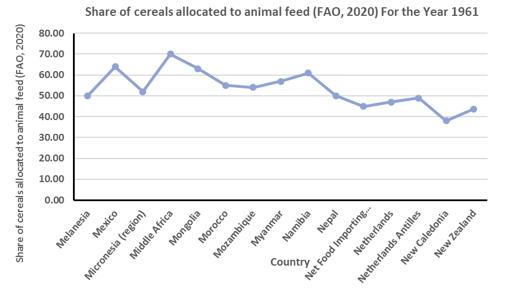 Share of cereals allocated to animal feed (FAO, 2020) For the Year 1961
Share of cereals allocated to animal feed (FAO, 2020)
80.00
70.00
60.00
50.00
40.00
30.00
20.00
10.00
0.00
Melanesia
Mexico
Micronesia (region)
Middle Africa
Mongolia
Morocco
Mozambique
Myanmar
Namibia
Nepal
Net Food Importing...
Netherlands
Netherlands Antilles
New Caledonia
New Zealand
Country